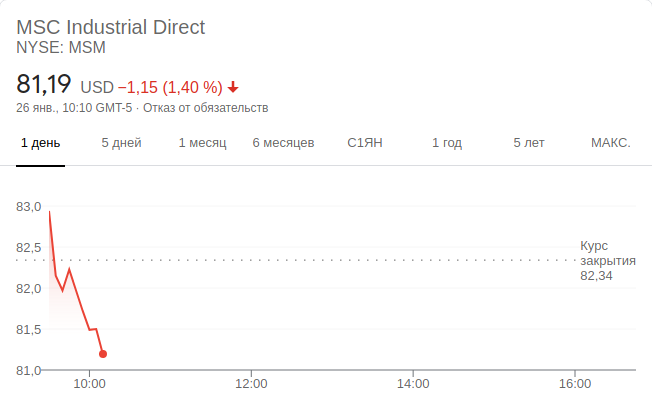 MSC Industrial Direct
NYSE: MSM
81,19 USD −1,15 (1,40 %)
26 янв., 10:10 GMT-5 · Отказ от обязательств
1 день 5 дней 1 месяц 6 месяцев С1ЯН 1 год 5 лет МАКС.
83,0
82,5
82,0
81,5
81,0
Курс
закрытия
82,34
10:00 12:00 14:00 16:00